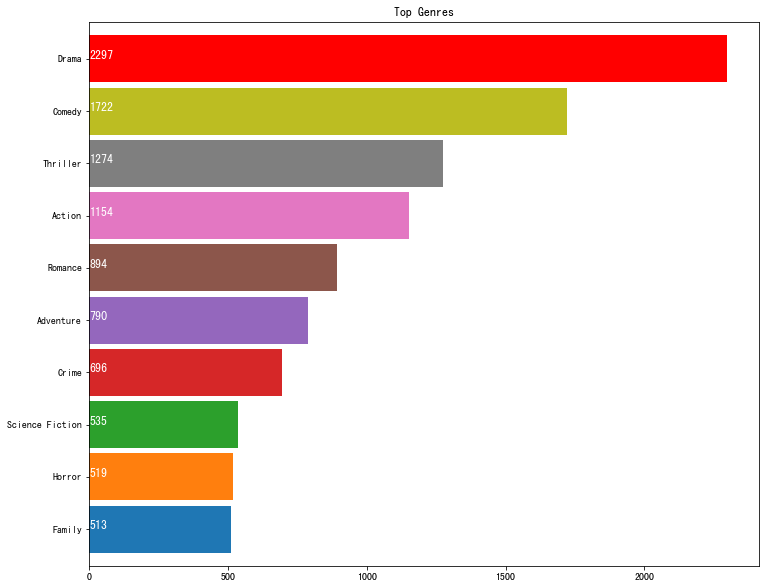 Top Genres
Drama 2297
Comedy 1722
Thriller 1274
Action 1154
Romance 894
Adventure 790
Crime 696
Science Fiction 535
Horror 519
Family 513
0 500 1000 1500 2000